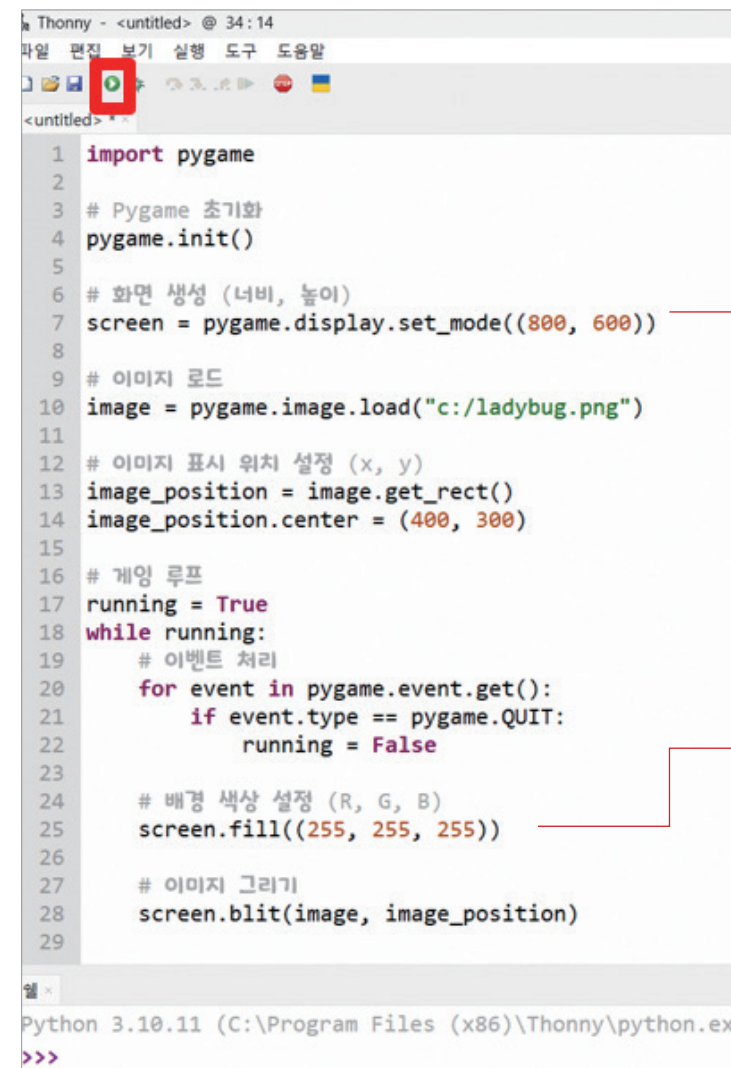 Thonny - <untitled> @ 34:14
파일 편집 보기 실행 도구 도움말
<untitled> * ×
1 import pygame
2
3 # Pygame 초기화
4 pygame.init()
5
6 # 화면 생성 (너비, 높이)
7 screen = pygame.display.set_mode((800, 600))
8
9 # 이미지 로드
10 image = pygame.image.load("c:/ladybug.png")
11
12 # 이미지 표시 위치 설정 (x, y)
13 image_position = image.get_rect()
14 image_position.center = (400, 300)
15
16 # 게임 루프
17 running = True
18 while running:
19     # 이벤트 처리
20     for event in pygame.event.get():
21         if event.type == pygame.QUIT:
22             running = False
23
24     # 배경 색상 설정 (R, G, B)
25     screen.fill((255, 255, 255))
26
27     # 이미지 그리기
28     screen.blit(image, image_position)
29
쉘 ×
Python 3.10.11 (C:\Program Files (x86)\Thonny\python.ex
>>>